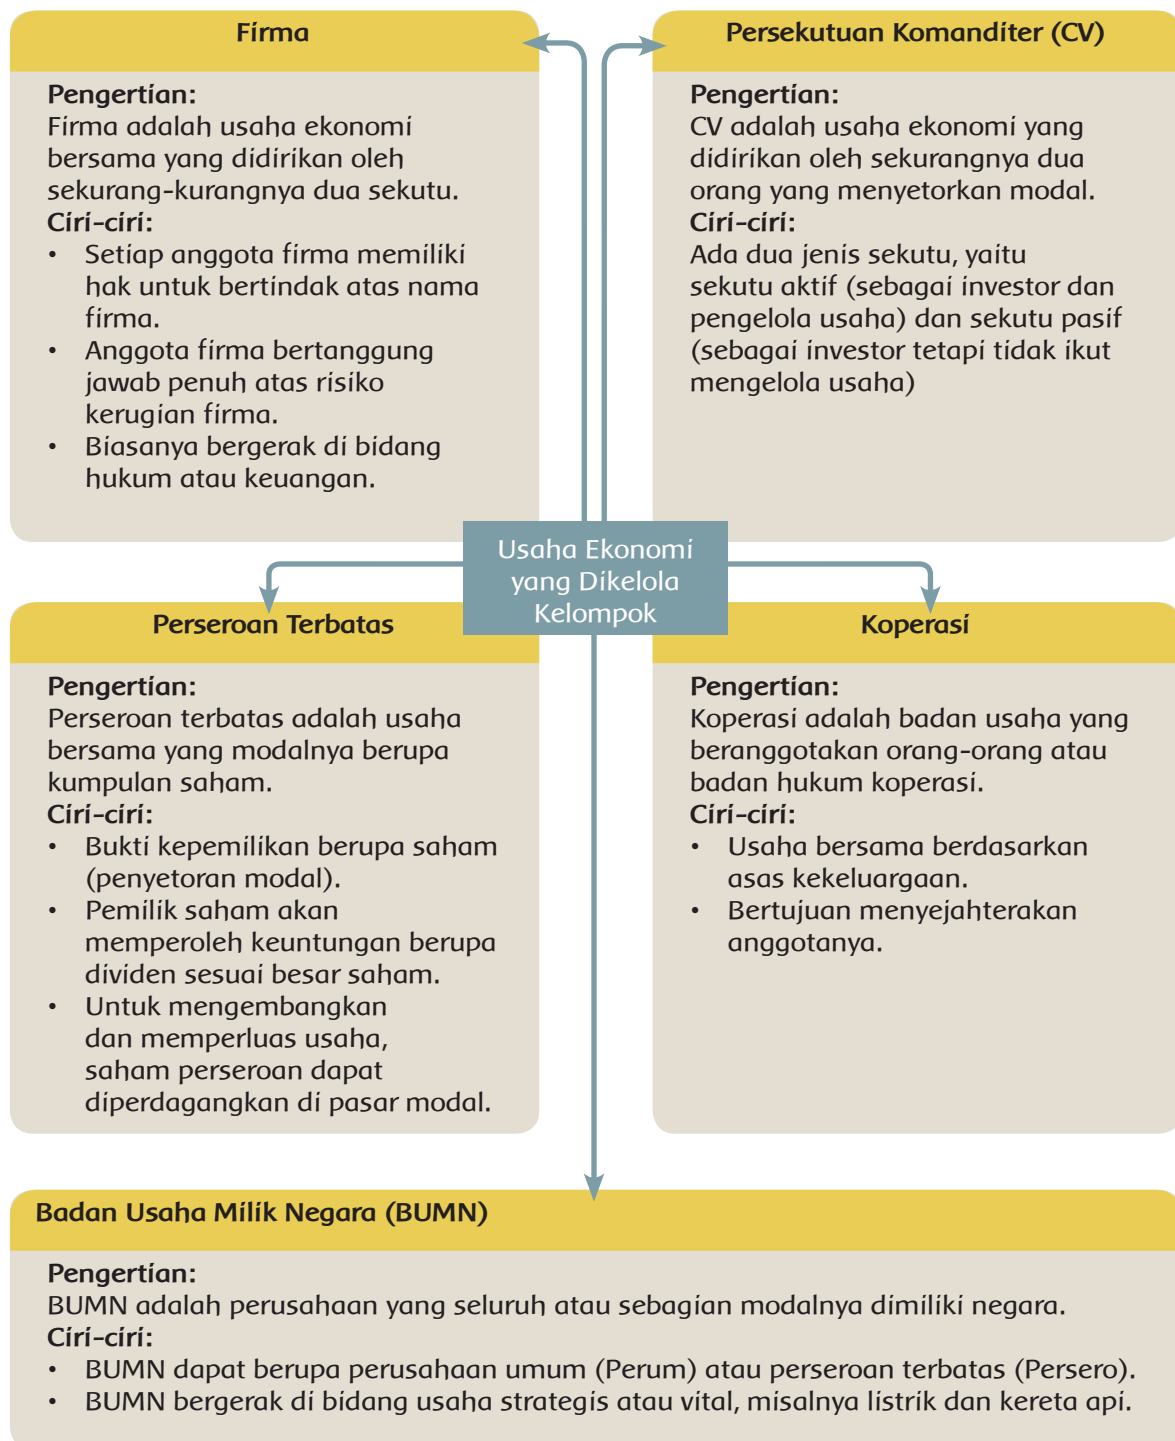 Firma
Pengertian:
Firma adalah usaha ekonomi
bersama yang didirikan oleh
sekurang-kurangnya dua sekutu.
Ciri-ciri:
• Setiap anggota firma memiliki
hak untuk bertindak atas nama
firma.
• Anggota firma bertanggung
jawab penuh atas risiko
kerugian firma.
• Biasanya bergerak di bidang
hukum atau keuangan.
Persekutuan Komanditer (CV)
Pengertian:
CV adalah usaha ekonomi yang
didirikan oleh sekurangnya dua
orang yang menyetorkan modal.
Ciri-ciri:
Ada dua jenis sekutu, yaitu
sekutu aktif (sebagai investor dan
pengelola usaha) dan sekutu pasif
(sebagai investor tetapi tidak ikut
mengelola usaha)
Usaha Ekonomi
yang Dikelola
Kelompok
Perseroan Terbatas
Pengertian:
Perseroan terbatas adalah usaha
bersama yang modalnya berupa
kumpulan saham.
Ciri-ciri:
• Bukti kepemilikan berupa saham
(penyetoran modal).
• Pemilik saham akan
memperoleh keuntungan berupa
dividen sesuai besar saham.
• Untuk mengembangkan
dan memperluas usaha,
saham perseroan dapat
diperdagangkan di pasar modal.
Koperasi
Pengertian:
Koperasi adalah badan usaha yang
beranggotakan orang-orang atau
badan hukum koperasi.
Ciri-ciri:
• Usaha bersama berdasarkan
asas kekeluargaan.
• Bertujuan menyejahterakan
anggotanya.
Badan Usaha Milik Negara (BUMN)
Pengertian:
BUMN adalah perusahaan yang seluruh atau sebagian modalnya dimiliki negara.
Ciri-ciri:
• BUMN dapat berupa perusahaan umum (Perum) atau perseroan terbatas (Persero).
• BUMN bergerak di bidang usaha strategis atau vital, misalnya listrik dan kereta api.